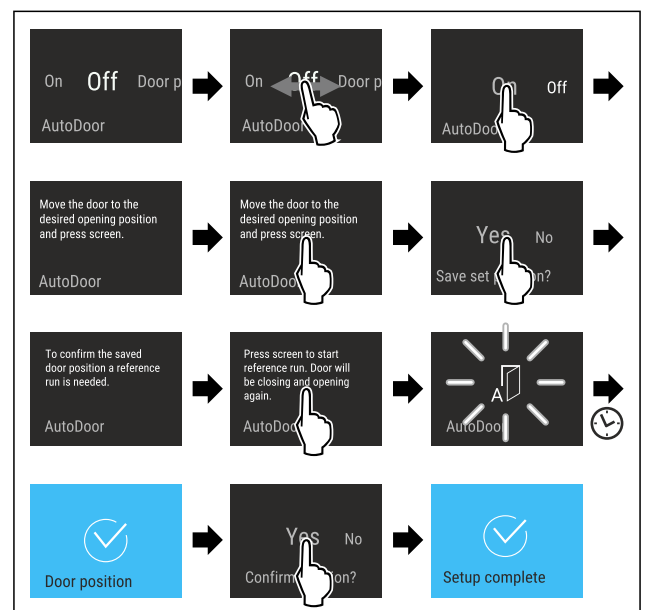 On Off Door p
AutoDoor
On Off Door p
AutoDoor
On Off
AutoDoo
Move the door to the
desired opening position
and press screen.
AutoDoor
Move the door to the
desired opening position
and press screen.
AutoDoo
Yes No
Save set p on?
To confirm the saved
door position a reference
run is needed.
AutoDoor
Press screen to start
reference run. Door will
be closing and opening
again.
AutoDoo
A
AutoDoo
Door position
Yes No
Confirm on?
Setup complete